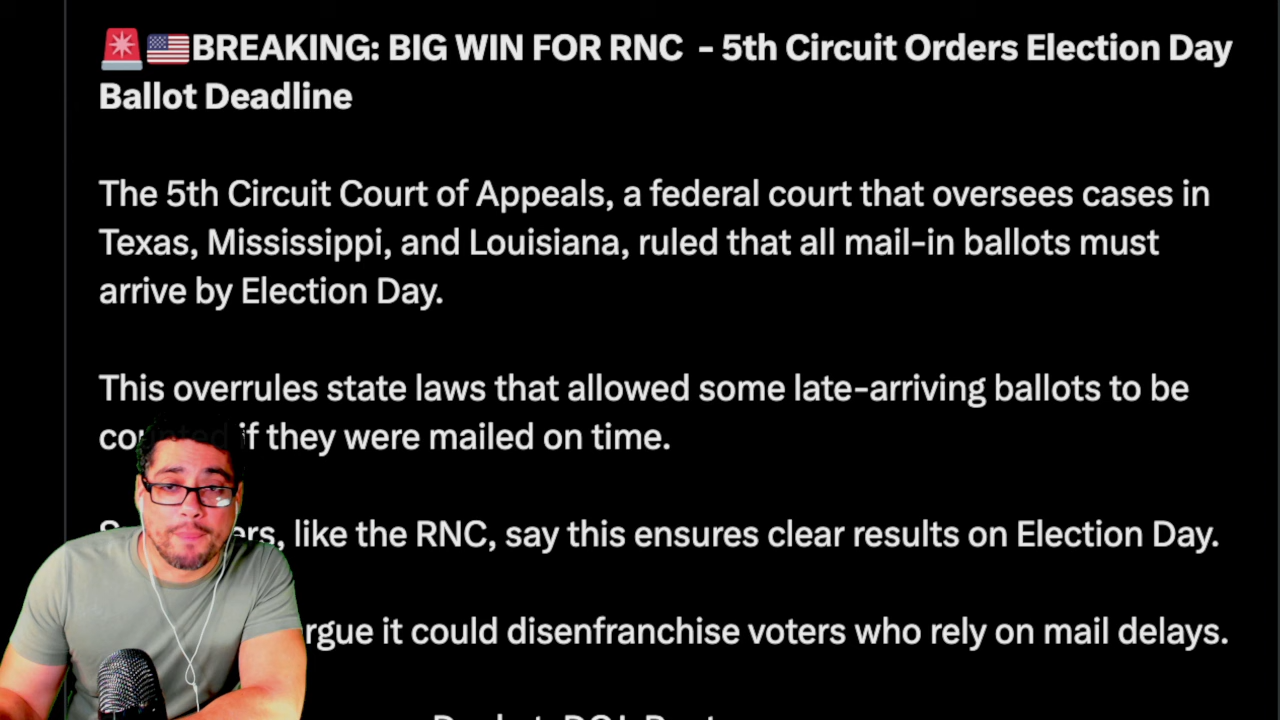 🚨🇺🇸BREAKING: BIG WIN FOR RNC - 5th Circuit Orders Election Day
Ballot Deadline
The 5th Circuit Court of Appeals, a federal court that oversees cases in
Texas, Mississippi, and Louisiana, ruled that all mail-in ballots must
arrive by Election Day.
This overrules state laws that allowed some late-arriving ballots to be
counted if they were mailed on time.
like the RNC, say this ensures clear results on Election Day.
it could disenfranchise voters who rely on mail delays.